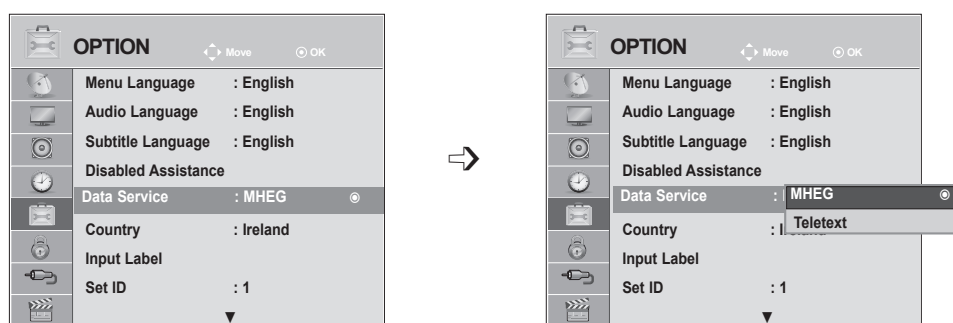 OPTION Move OK
Menu Language : English
Audio Language : English
Subtitle Language : English
Disabled Assistance
Data Service : MHEG
Country : Ireland
Input Label
Set ID : 1
OPTION Move OK
Menu Language : English
Audio Language : English
Subtitle Language : English
Disabled Assistance
Data Service : MHEG
Teletext
Country : Ireland
Input Label
Set ID : 1